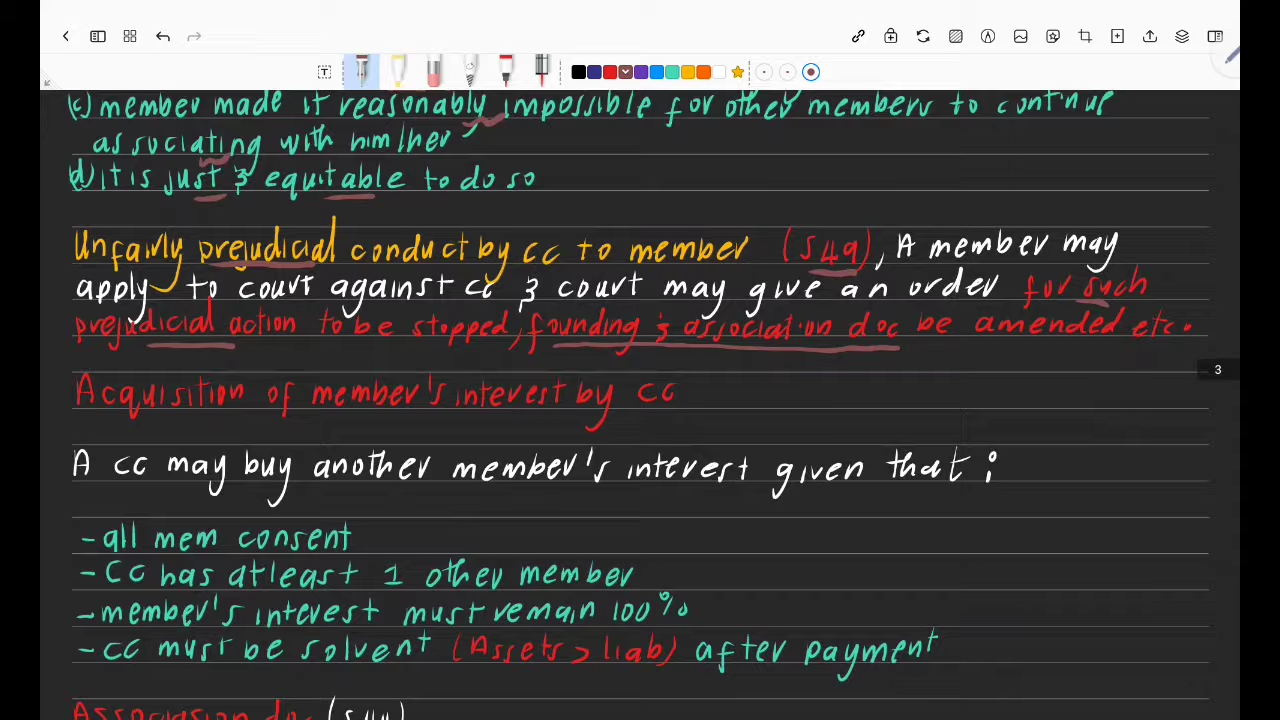 (c) member made it reasonably impossible for other members to continue
associating with him/her
(d) it is just & equitable to do so
Unfairly prejudicial conduct by CC to member (S49), A member may
apply to court against CC & court may give an order for such
prejudicial action to be stopped, founding & association doc be amended etc.
3
Acquisition of member's interest by CC
A CC may buy another member's interest given that :
- all mem consent
- CC has atleast 1 other member
- member's interest must remain 100%
- CC must be solvent (Assets > liab) after payment
Association doc (S44)